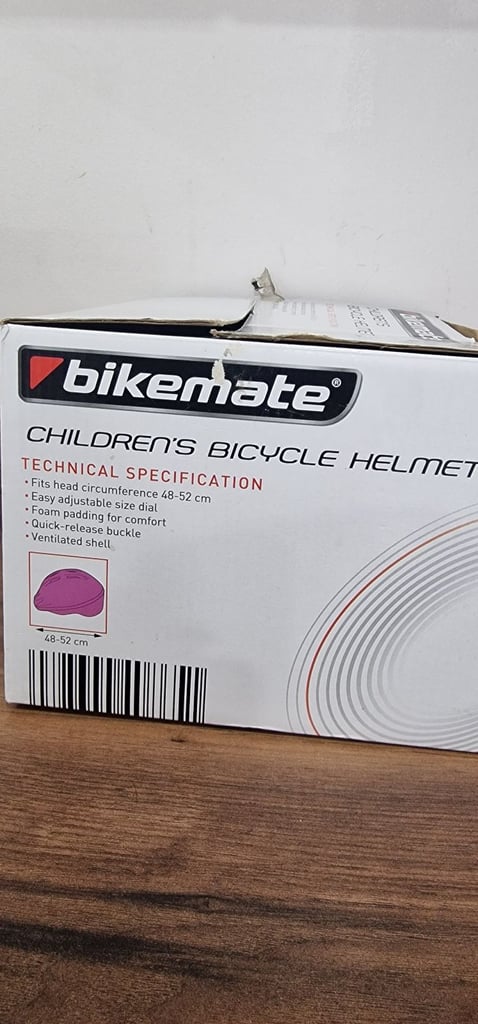 bikemate®
CHILDREN'S BICYCLE HELMET
TECHNICAL SPECIFICATION
• Fits head circumference 48-52 cm
• Easy adjustable size dial
• Foam padding for comfort
• Quick-release buckle
• Ventilated shell
48-52 cm